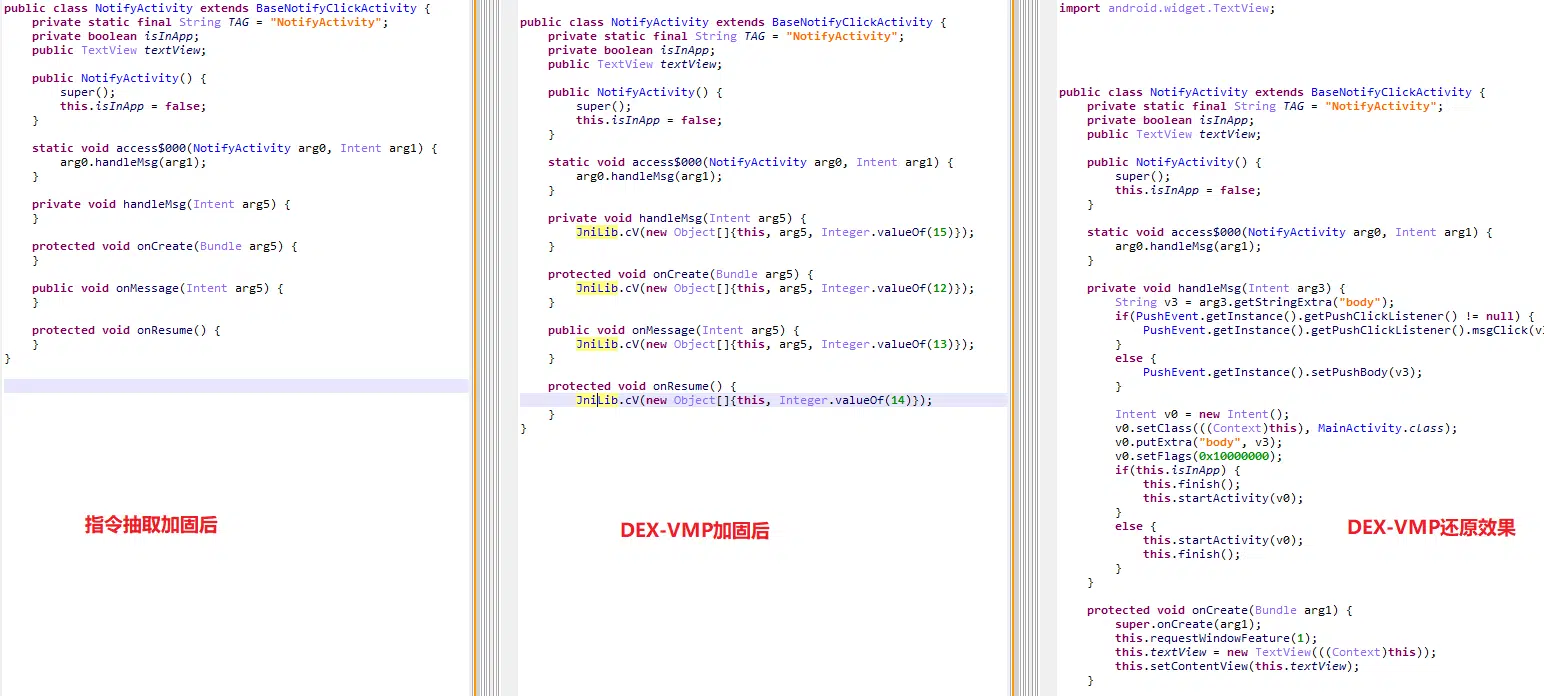 public class NotifyActivity extends BaseNotifyClickActivity {
private static final String TAG = "NotifyActivity";
private boolean isInApp;
public TextView textView;
public NotifyActivity() {
super();
this.isInApp = false;
}
static void access$000(NotifyActivity arg0, Intent arg1) {
arg0.handleMsg(arg1);
}
private void handleMsg(Intent arg5) {
}
protected void onCreate(Bundle arg5) {
}
public void onMessage(Intent arg5) {
}
protected void onResume() {
}
}
指令抽取加固后
public class NotifyActivity extends BaseNotifyClickActivity {
private static final String TAG = "NotifyActivity";
private boolean isInApp;
public TextView textView;
public NotifyActivity() {
super();
this.isInApp = false;
}
static void access$000(NotifyActivity arg0, Intent arg1) {
arg0.handleMsg(arg1);
}
private void handleMsg(Intent arg5) {
JniLib.cV(new Object[]{this, arg5, Integer.valueOf(15)});
}
protected void onCreate(Bundle arg5) {
JniLib.cV(new Object[]{this, arg5, Integer.valueOf(12)});
}
public void onMessage(Intent arg5) {
JniLib.cV(new Object[]{this, arg5, Integer.valueOf(13)});
}
protected void onResume() {
JniLib.cV(new Object[]{this, Integer.valueOf(14)});
}
}
DEX-VMP加固后
import android.widget.TextView;
public class NotifyActivity extends BaseNotifyClickActivity {
private static final String TAG = "NotifyActivity";
private boolean isInApp;
public TextView textView;
public NotifyActivity() {
super();
this.isInApp = false;
}
static void access$000(NotifyActivity arg0, Intent arg1) {
arg0.handleMsg(arg1);
}
private void handleMsg(Intent arg3) {
String v3 = arg3.getStringExtra("body");
if(PushEvent.getInstance().getPushClickListener() != null) {
PushEvent.getInstance().getPushClickListener().msgClick(v
}
else {
PushEvent.getInstance().setPushBody(v3);
}
Intent v0 = new Intent();
v0.setClass(((Context)this), MainActivity.class);
v0.putExtra("body", v3);
v0.setFlags(0x10000000);
if(this.isInApp) {
this.finish();
this.startActivity(v0);
}
else {
this.startActivity(v0);
this.finish();
}
}
protected void onCreate(Bundle arg1) {
super.onCreate(arg1);
this.requestWindowFeature(1);
this.textView = new TextView(((Context)this));
this.setContentView(this.textView);
}
DEX-VMP还原效果